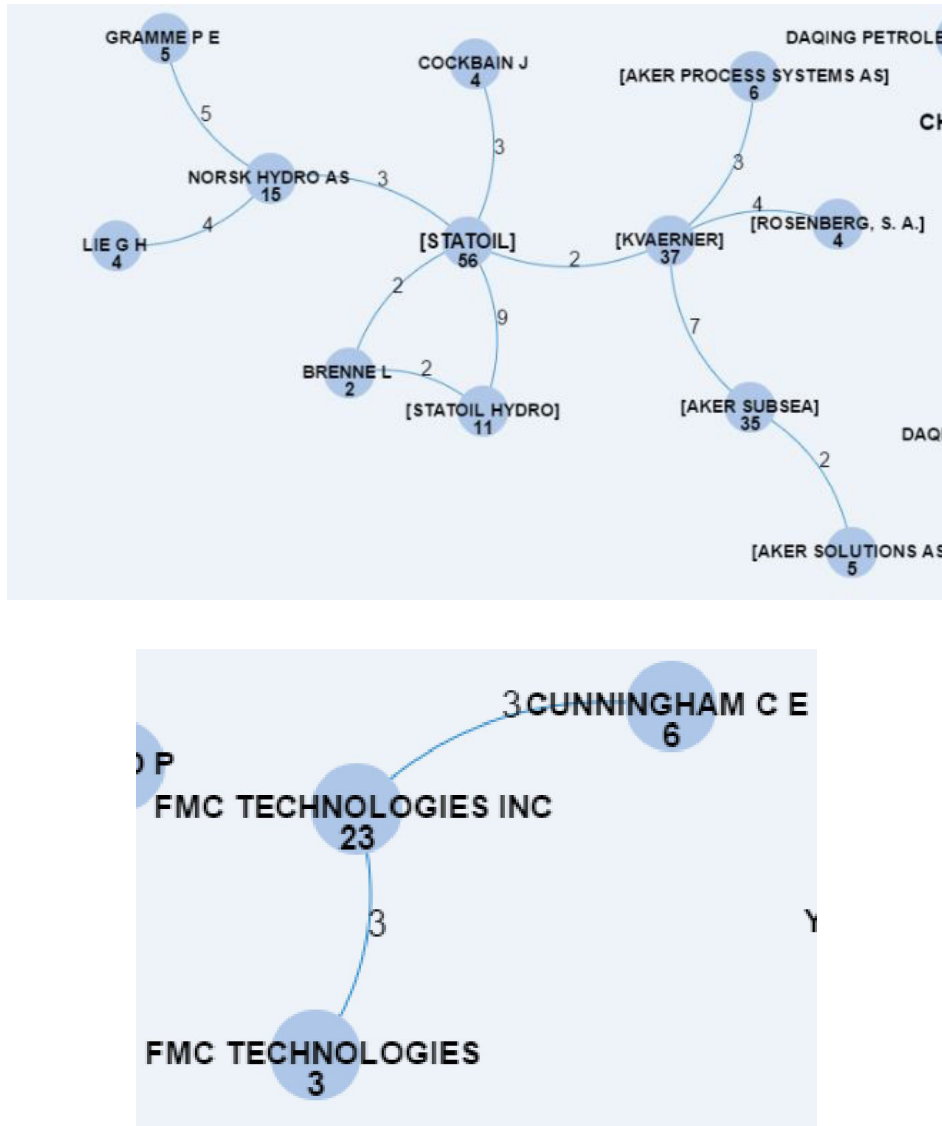 GRAMME P E
5
COCKBAIN J
4
DAQING PETROLE
[AKER PROCESS SYSTEMS AS]
6
CH
5
3
3
NORSK HYDRO AS
15
3
4
4
LIE G H
4
[STATOIL]
56
[KVAERNER]
37
[ROSENBERG, S. A.]
4
2
2
9
7
BRENNE L
2
2
[STATOIL HYDRO]
11
[AKER SUBSEA]
35
DAQI
2
[AKER SOLUTIONS AS
5
3
CUNNINGHAM C E
6
P
FMC TECHNOLOGIES INC
23
3
Y
FMC TECHNOLOGIES
3